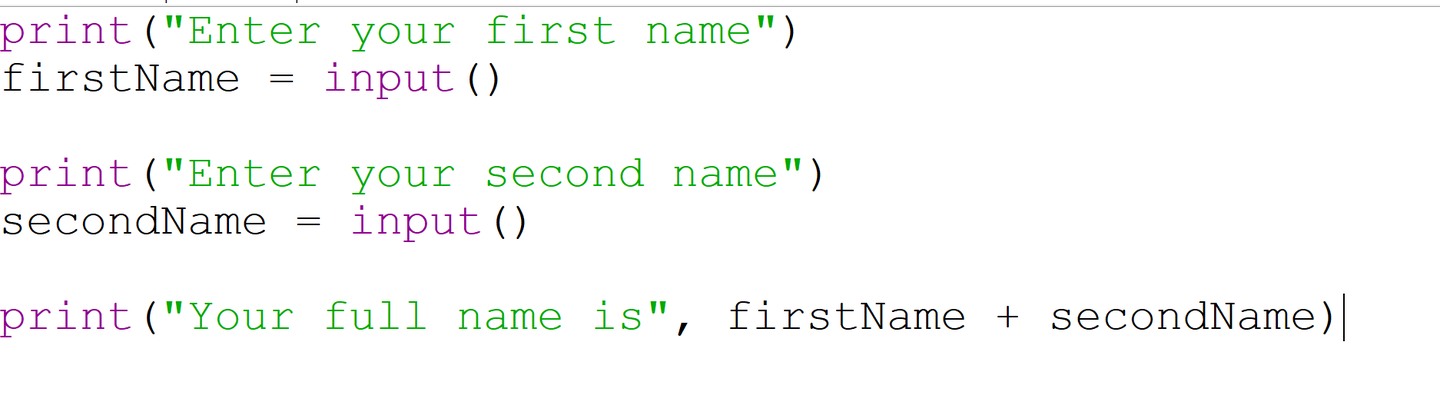 print("Enter your first name")
firstName = input()
print("Enter your second name")
secondName = input()
print("Your full name is", firstName + secondName)